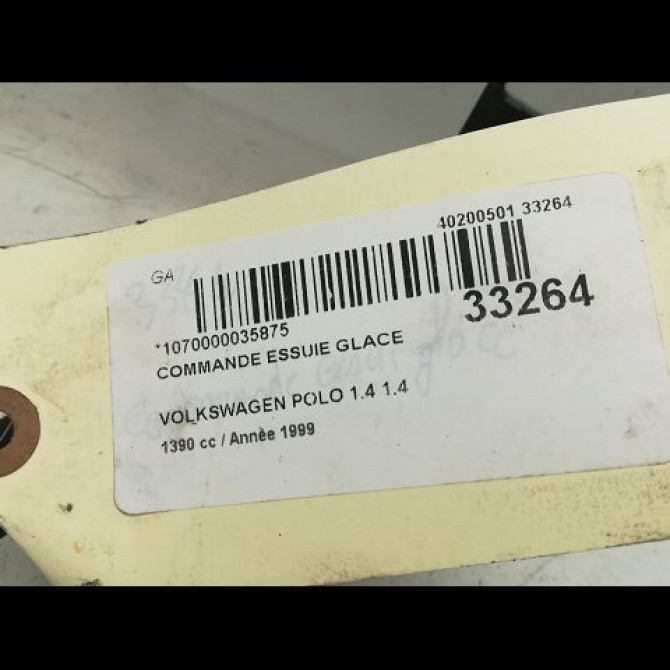 40200501 33264
GA
33264
*1070000035875
COMMANDE ESSUIE GLACE
VOLKSWAGEN POLO 1.4 1.4
1390 cc / Année 1999